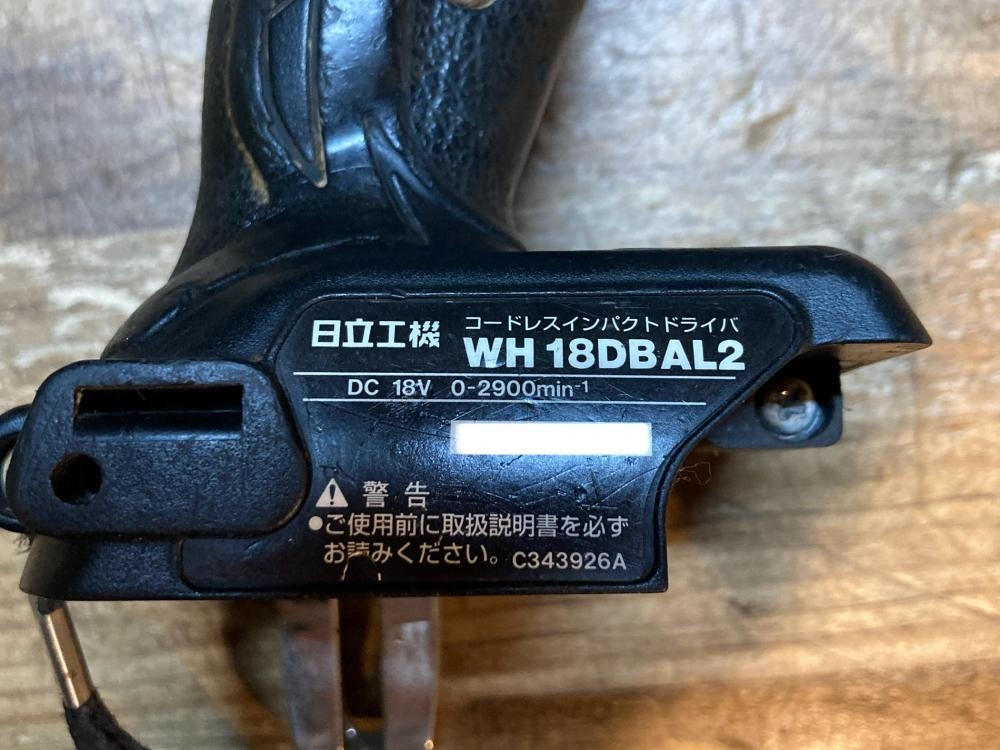 日立工機 コードレスインパクトドライバ
WH 18DBAL2
DC 18V 0-2900min⁻¹
警告
●ご使用前に取扱説明書を必ず
お読みください。 C343926A